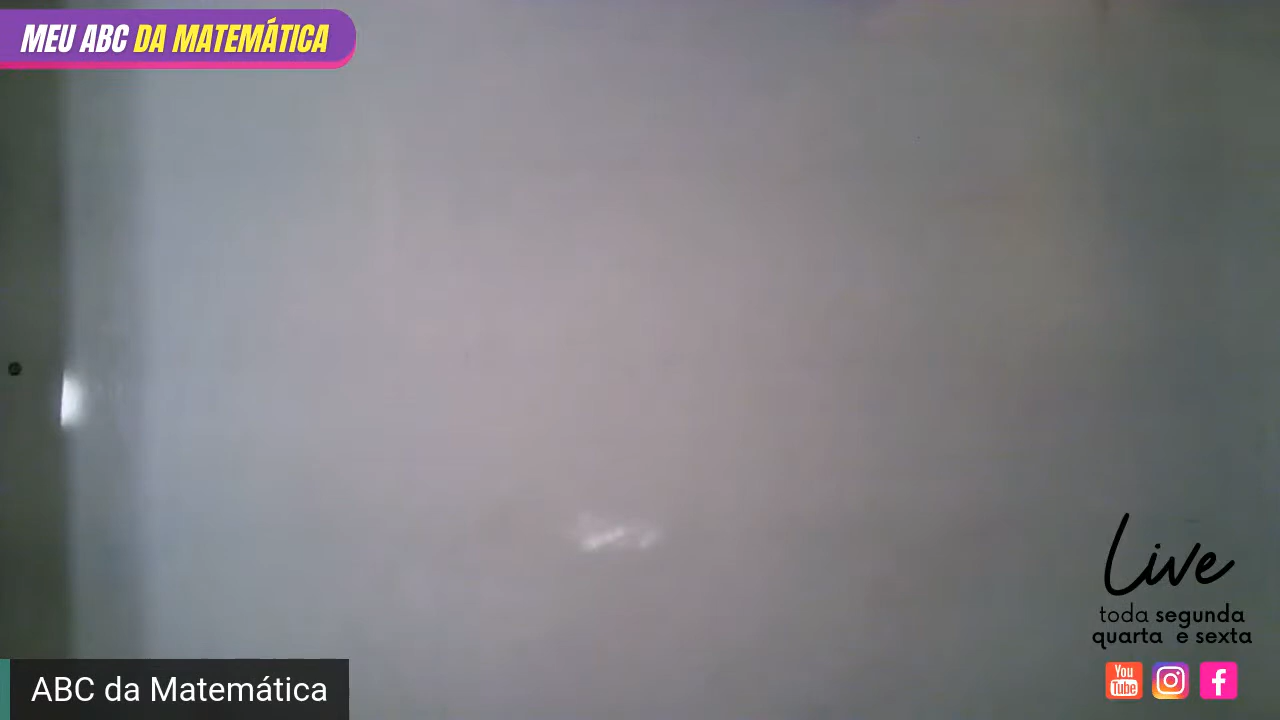 MEU ABC DA MATEMÁTICA
Live
toda segunda
quarta e sexta
You
Tube
ABC da Matemática